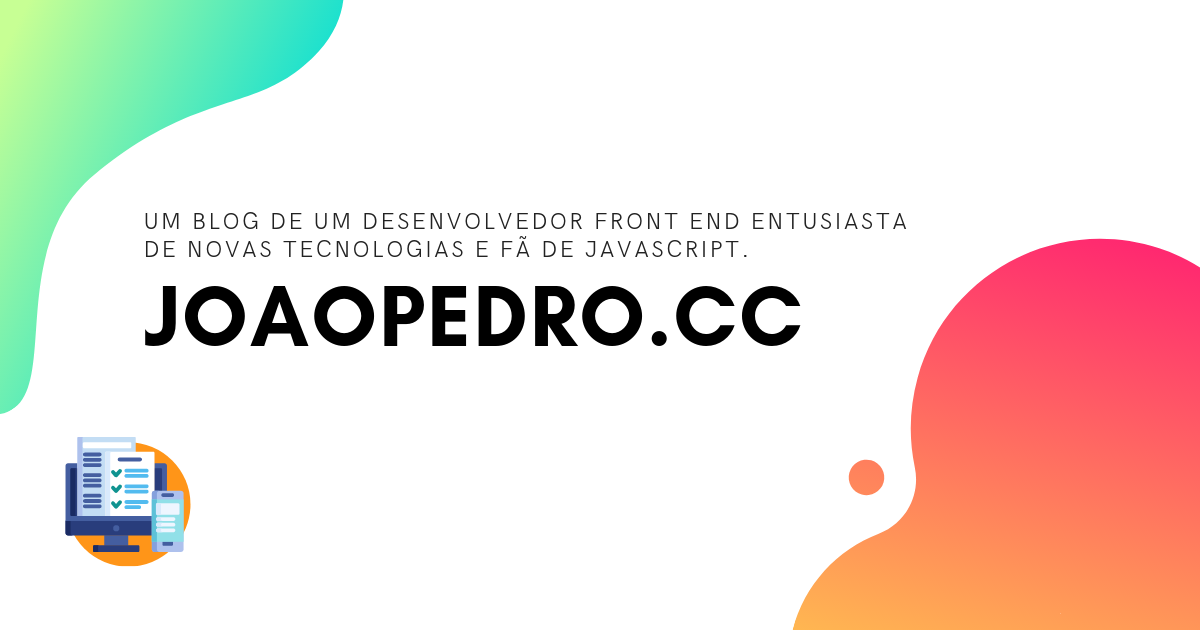 UM BLOG DE UM DESENVOLVEDOR FRONT END ENTUSIASTA
DE NOVAS TECNOLOGIAS E FÃ DE JAVASCRIPT.
JOAOPEDRO.CC